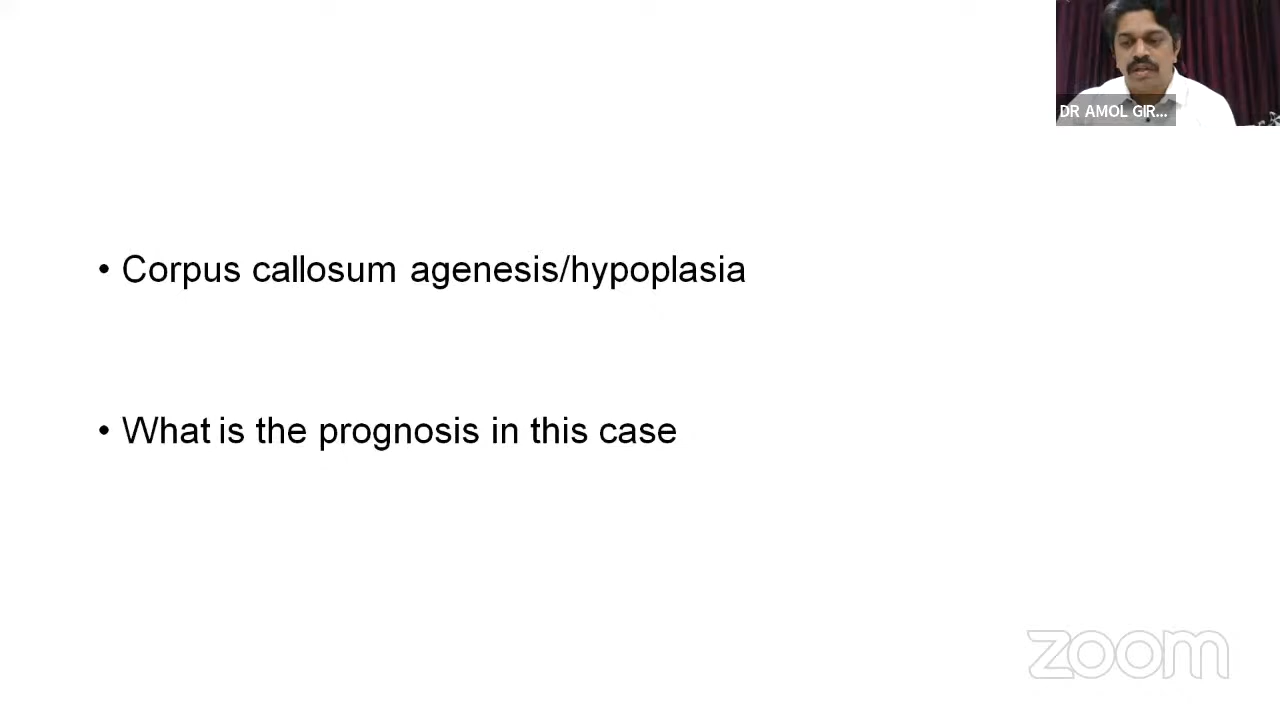 DR AMOL GIR...
• Corpus callosum agenesis/hypoplasia
• What is the prognosis in this case
zoom